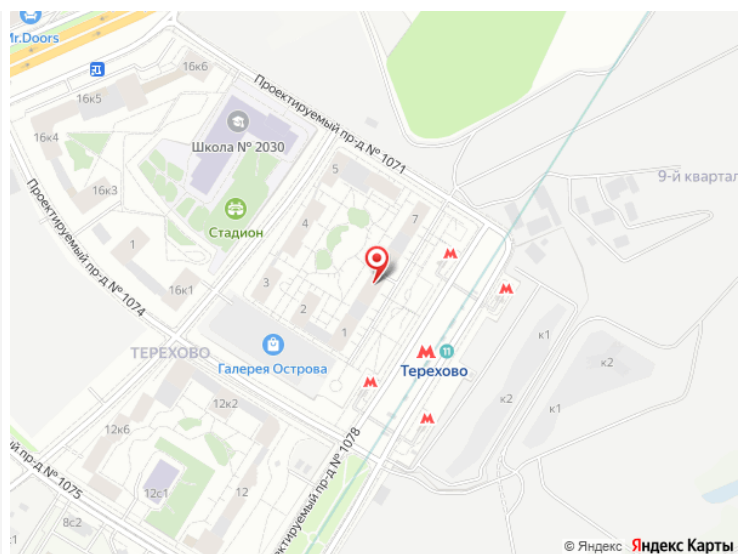 Mr.Doors
16к6
16к5
Проектируемый пр-д № 1071
16к4
Школа № 2030
5
9-й квартал
16к3
Стадион
7
4
1
Проектируемый пр-д № 1074
16к1
3
2
1
к1
11
ТЕРЕХОВО
Галерея Острова
Терехово
к2
к2
к1
12к2
12к6
Проектируемый пр-д № 1078
12
12с1
й пр-д № 1075
8с2
© Яндекс Яндекс Карты